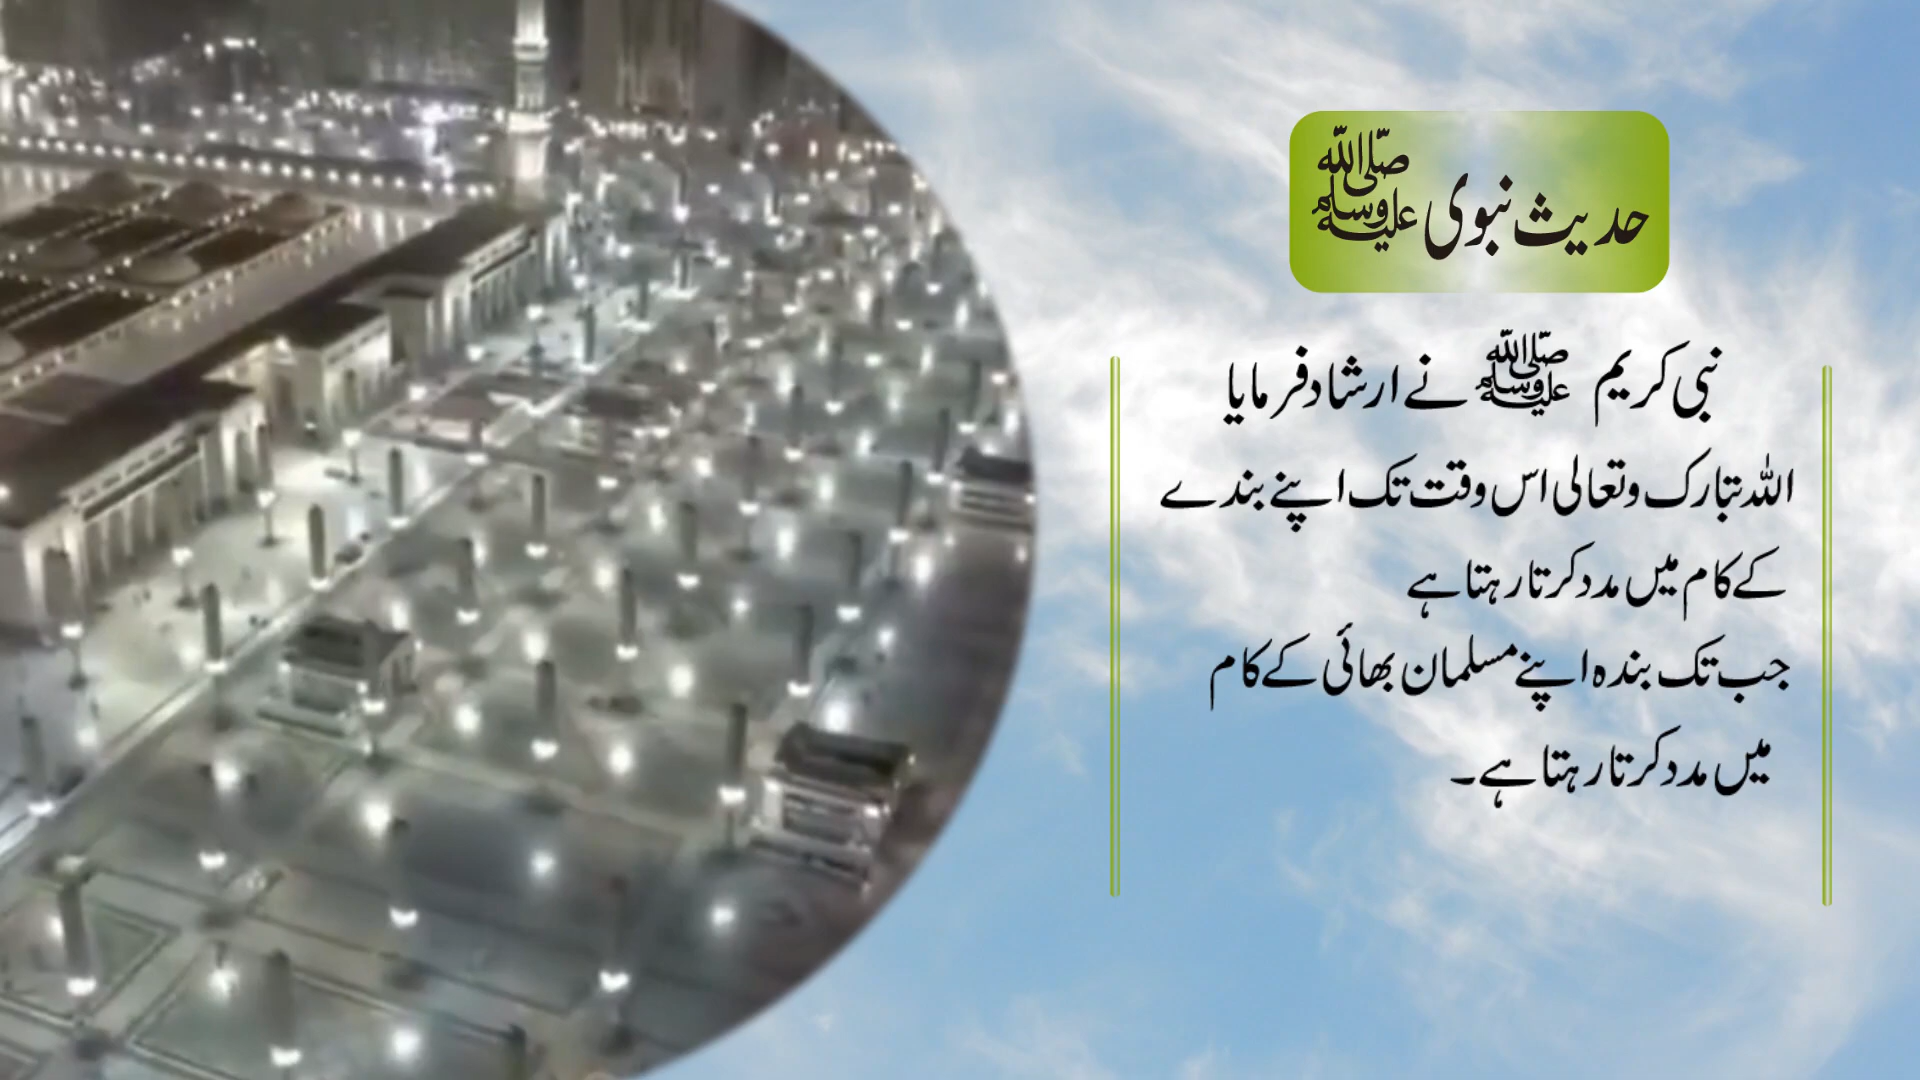 حدیث نبوی ﷺ
نبی کریم ﷺ نے ارشاد فرمایا
اللہ تبارک و تعالی اس وقت تک اپنے بندے
کے کام میں مدد کرتا رہتا ہے
جب تک بندہ اپنے مسلمان بھائی کے کام
میں مدد کرتا رہتا ہے۔